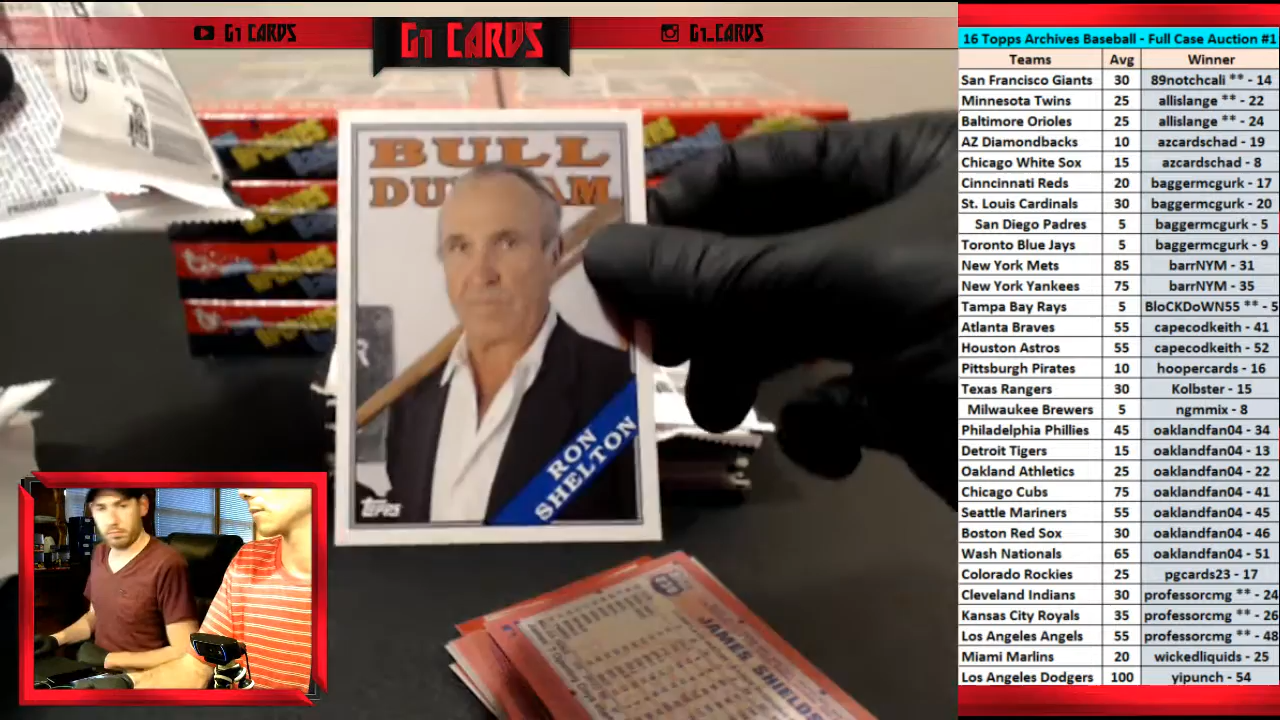 G1 CARDS
G1 CARDS
G1_CARDS
BULL
DURHAM
RON
SHELTON
Topps
JAMES SHIELDS
16 Topps Archives Baseball - Full Case Auction #1
Teams Avg Winner
San Francisco Giants 30 89notchcali ** - 14
Minnesota Twins 25 allislange ** - 22
Baltimore Orioles 25 allislange ** - 24
AZ Diamondbacks 10 azcardschad - 19
Chicago White Sox 15 azcardschad - 8
Cinncinnati Reds 20 baggermcgurk - 17
St. Louis Cardinals 30 baggermcgurk - 20
San Diego Padres 5 baggermcgurk - 5
Toronto Blue Jays 5 baggermcgurk - 9
New York Mets 85 barrNYM - 31
New York Yankees 75 barrNYM - 35
Tampa Bay Rays 5 BloCKDoWN55 ** - 5
Atlanta Braves 55 capecodkeith - 41
Houston Astros 55 capecodkeith - 52
Pittsburgh Pirates 10 hoopercards - 16
Texas Rangers 30 Kolbster - 15
Milwaukee Brewers 5 ngmmix - 8
Philadelphia Phillies 45 oaklandfan04 - 34
Detroit Tigers 15 oaklandfan04 - 13
Oakland Athletics 25 oaklandfan04 - 22
Chicago Cubs 75 oaklandfan04 - 41
Seattle Mariners 55 oaklandfan04 - 45
Boston Red Sox 30 oaklandfan04 - 46
Wash Nationals 65 oaklandfan04 - 51
Colorado Rockies 25 pgcards23 - 17
Cleveland Indians 30 professorcmg ** - 24
Kansas City Royals 35 professorcmg ** - 26
Los Angeles Angels 55 professorcmg ** - 48
Miami Marlins 20 wickedliquids - 25
Los Angeles Dodgers 100 yipunch - 54